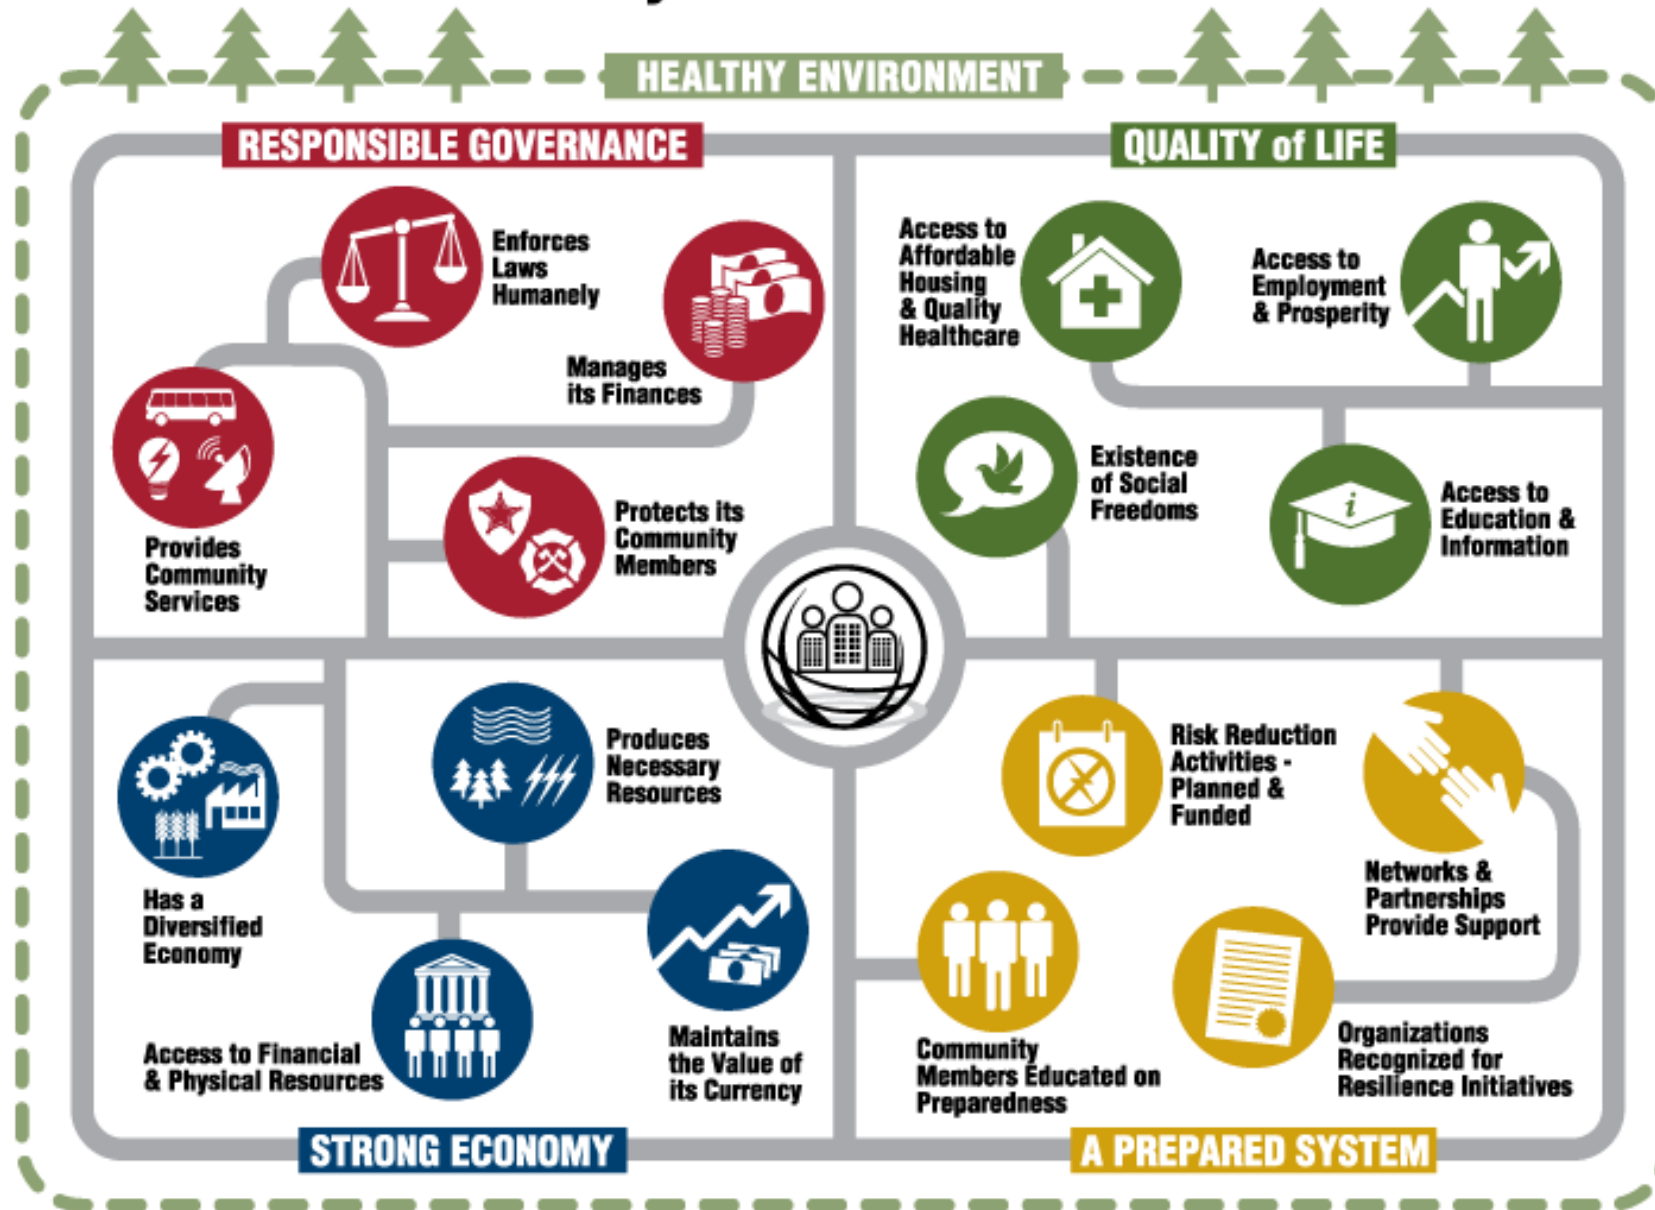 HEALTHY ENVIRONMENT
RESPONSIBLE GOVERNANCE
Enforces
Laws
Humanely
Manages
its Finances
Provides
Community
Services
Protects its
Community
Members
QUALITY of LIFE
Access to
Affordable
Housing
& Quality
Healthcare
Access to
Employment
& Prosperity
Existence
of Social
Freedoms
i
Access to
Education &
Information
Has a
Diversified
Economy
Produces
Necessary
Resources
Access to Financial
& Physical Resources
Maintains
the Value of
its Currency
STRONG ECONOMY
Risk Reduction
Activities -
Planned &
Funded
Networks &
Partnerships
Provide Support
Community
Members Educated on
Preparedness
Organizations
Recognized for
Resilience Initiatives
A PREPARED SYSTEM